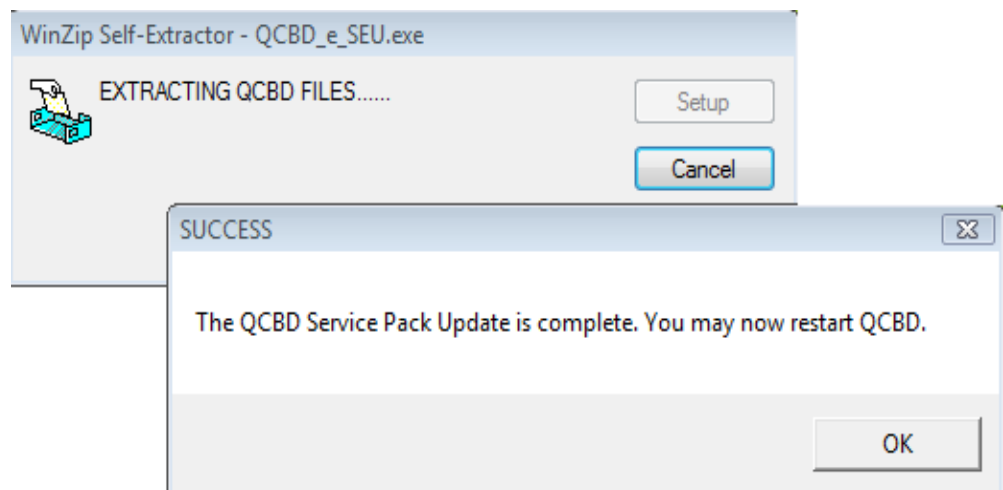 WinZip Self-Extractor - QCBD_e_SEU.exe
EXTRACTING QCBD FILES......
Setup
Cancel
SUCCESS
The QCBD Service Pack Update is complete. You may now restart QCBD.
OK